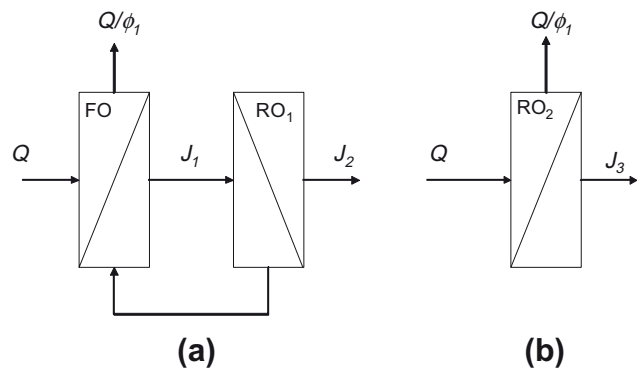 Q/ϕ₁ Q/ϕ₁
FO RO₁ RO₂
Q J₁ J₂ Q J₃
(a) (b)